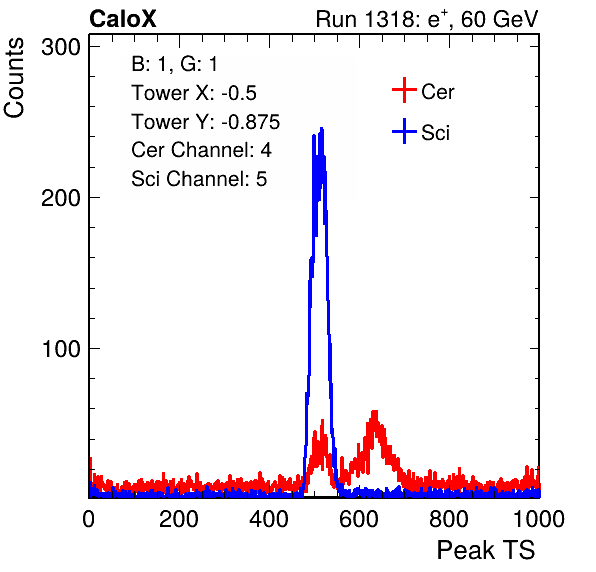 CaloX Run 1318: e+, 60 GeV
Counts
300
200
100
B: 1, G: 1
Tower X: -0.5
Tower Y: -0.875
Cer Channel: 4
Sci Channel: 5
Cer
Sci
0 200 400 600 800 1000
Peak TS